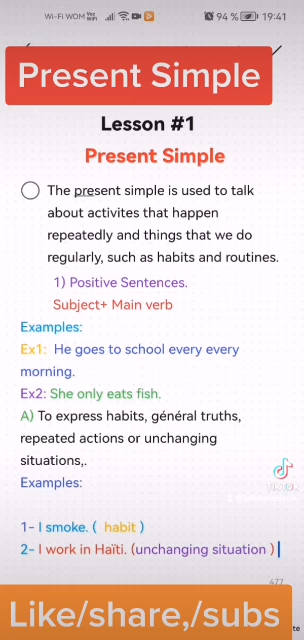 Wi-Fi WOM Voz WiFi 94 % 19:41
Present Simple
Lesson #1
Present Simple
The present simple is used to talk
about activites that happen
repeatedly and things that we do
regularly, such as habits and routines.
1) Positive Sentences.
Subject+ Main verb
Examples:
Ex1: He goes to school every every
morning.
Ex2: She only eats fish.
A) To express habits, général truths,
repeated actions or unchanging
situations,.
Examples:
TIKTOK
1- I smoke. ( habit )
2- I work in Haïti. (unchanging situation )
477
Like/share,/subs
te